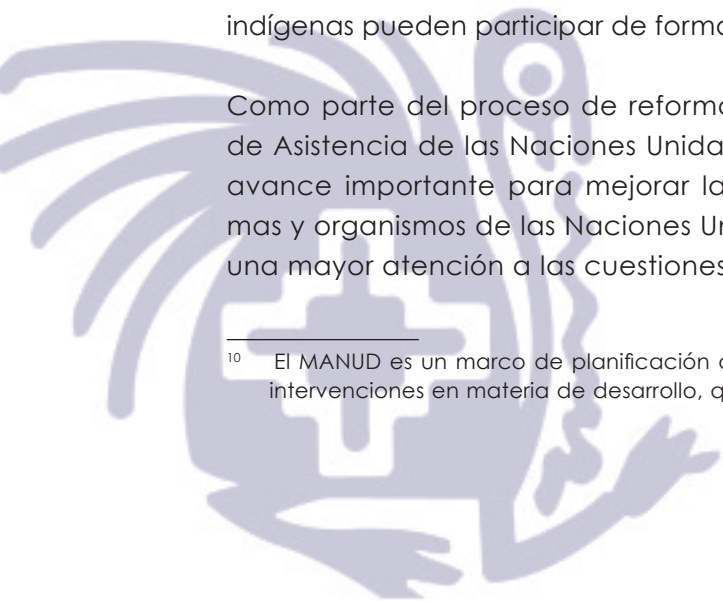 indígenas pueden participar de forma
Como parte del proceso de reforma
de Asistencia de las Naciones Unida
avance importante para mejorar la
mas y organismos de las Naciones Un
una mayor atención a las cuestiones
10 El MANUD es un marco de planificación
intervenciones en materia de desarrollo, q